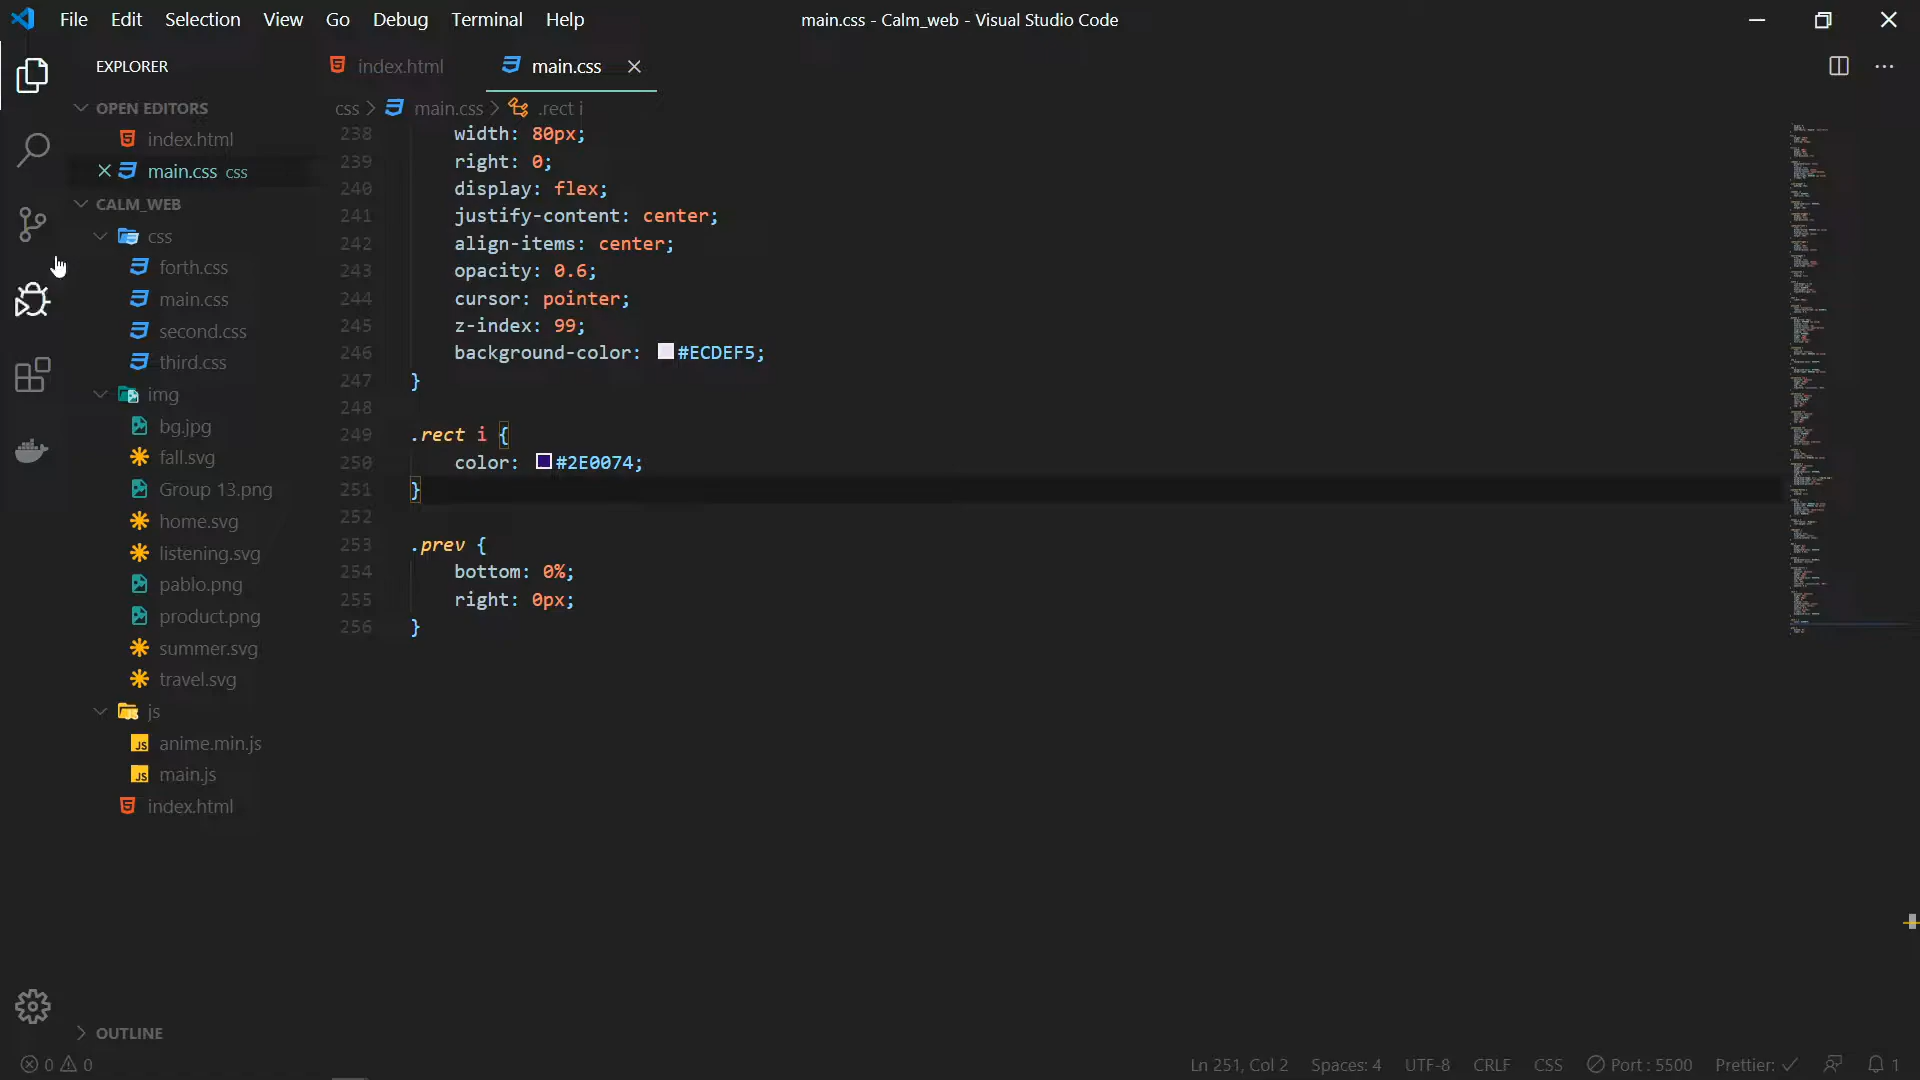 File Edit Selection View Go Debug Terminal Help
main.css - Calm_web - Visual Studio Code
EXPLORER
OPEN EDITORS
index.html
main.css css
CALM_WEB
css
forth.css
main.css
second.css
third.css
img
bg.jpg
fall.svg
Group 13.png
home.svg
listening.svg
pablo.png
product.png
summer.svg
travel.svg
js
JS anime.min.js
JS main.js
index.html
OUTLINE
index.html
main.css
css > main.css > .rect i
238 width: 80px;
239 right: 0;
240 display: flex;
241 justify-content: center;
242 align-items: center;
243 opacity: 0.6;
244 cursor: pointer;
245 z-index: 99;
246 background-color: #ECDEF5;
247 }
248
249 .rect i {
250 color: #2E0074;
251 }
252
253 .prev {
254 bottom: 0%;
255 right: 0px;
256 }
0 0
Ln 251, Col 2 Spaces: 4 UTF-8 CRLF CSS Port : 5500 Prettier: ✓ 1